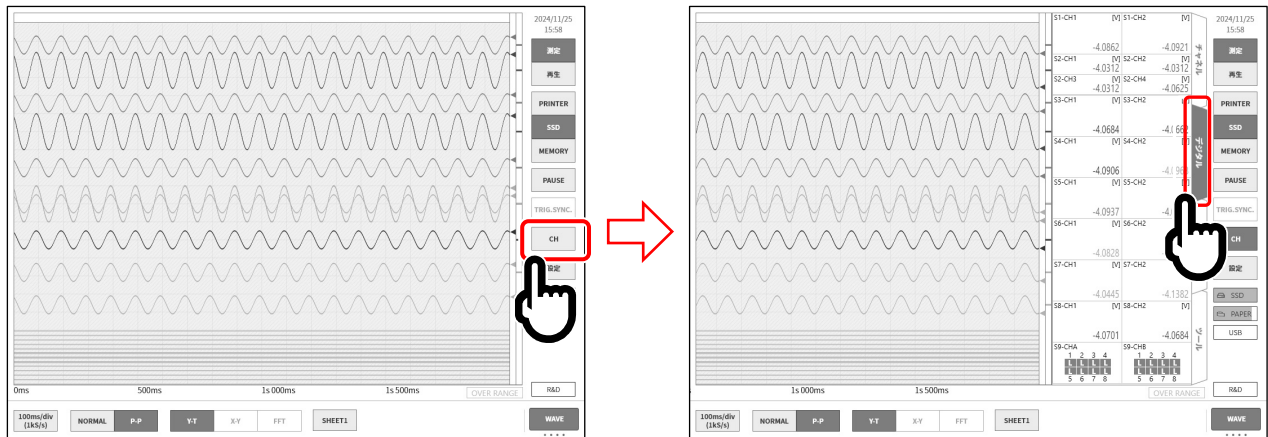 2024/11/25
15:58
測定
再生
PRINTER
SSD
MEMORY
PAUSE
TRIG.SYNC.
CH
設定
0ms 500ms 1s000ms 1s500ms
OVER RANGE
R&D
100ms/div
(1kS/s)
NORMAL P-P Y-T X-Y FFT SHEET1
WAVE
S1-CH1 [V] S1-CH2 [V]
-4.0862 -4.0921
S2-CH1 [V] S2-CH2 [V]
-4.0312 -4.0312
S2-CH3 [V] S2-CH4 [V]
-4.0312 -4.0625
S3-CH1 [V] S3-CH2
-4.0684
S4-CH1 [V] S4-CH2
-4.0906
S5-CH1 [V] S5-CH2
-4.0937
S6-CH1 [V] S6-CH2
-4.0828
S7-CH1 [V] S7-CH2
-4.0445 -4.1382
S8-CH1 [V] S8-CH2 [V]
-4.0701 -4.0684
S9-CHA S9-CHB
1 2 3 4 1 2 3 4
L L L L L L L L
L L L L L L L L
5 6 7 8 5 6 7 8
チャネル
デジタル
ツール
2024/11/25
15:58
測定
再生
PRINTER
SSD
MEMORY
PAUSE
TRIG.SYNC.
CH
設定
SSD
PAPER
USB
1s000ms 1s500ms
OVER RANGE
R&D
100ms/div
(1kS/s)
NORMAL P-P Y-T X-Y FFT SHEET1
WAVE